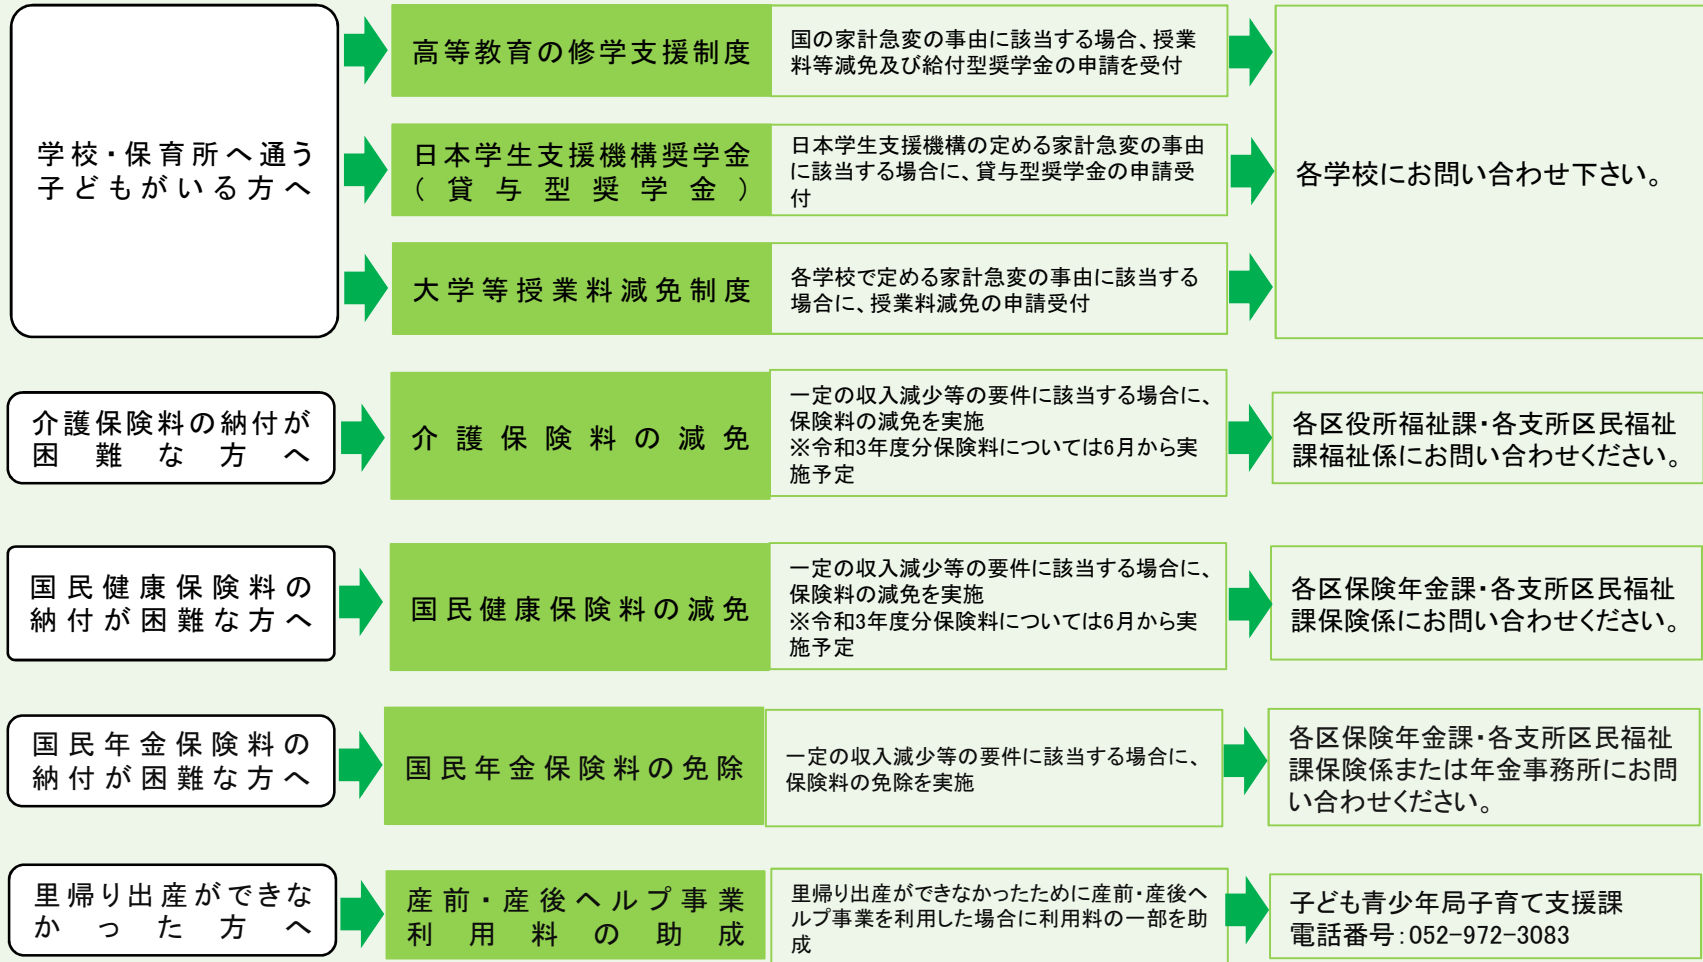 学校・保育所へ通う
子どもがいる方へ
高等教育の修学支援制度
国の家計急変の事由に該当する場合、授業
料等減免及び給付型奨学金の申請を受付
日本学生支援機構奨学金
(貸与型奨学金)
日本学生支援機構の定める家計急変の事由
に該当する場合に、貸与型奨学金の申請受
付
大学等授業料減免制度
各学校で定める家計急変の事由に該当する
場合に、授業料減免の申請受付
各学校にお問い合わせ下さい。
介護保険料の納付が
困難な方へ
介護保険料の減免
一定の収入減少等の要件に該当する場合に、
保険料の減免を実施
※令和3年度分保険料については6月から実
施予定
各区役所福祉課・各支所区民福祉
課福祉係にお問い合わせください。
国民健康保険料の
納付が困難な方へ
国民健康保険料の減免
一定の収入減少等の要件に該当する場合に、
保険料の減免を実施
※令和3年度分保険料については6月から実
施予定
各区保険年金課・各支所区民福祉
課保険係にお問い合わせください。
国民年金保険料の
納付が困難な方へ
国民年金保険料の免除
一定の収入減少等の要件に該当する場合に、
保険料の免除を実施
各区保険年金課・各支所区民福祉
課保険係または年金事務所にお問
い合わせください。
里帰り出産ができな
かった方へ
産前・産後ヘルプ事業
利用料の助成
里帰り出産ができなかったために産前・産後ヘ
ルプ事業を利用した場合に利用料の一部を助
成
子ども青少年局子育て支援課
電話番号:052-972-3083